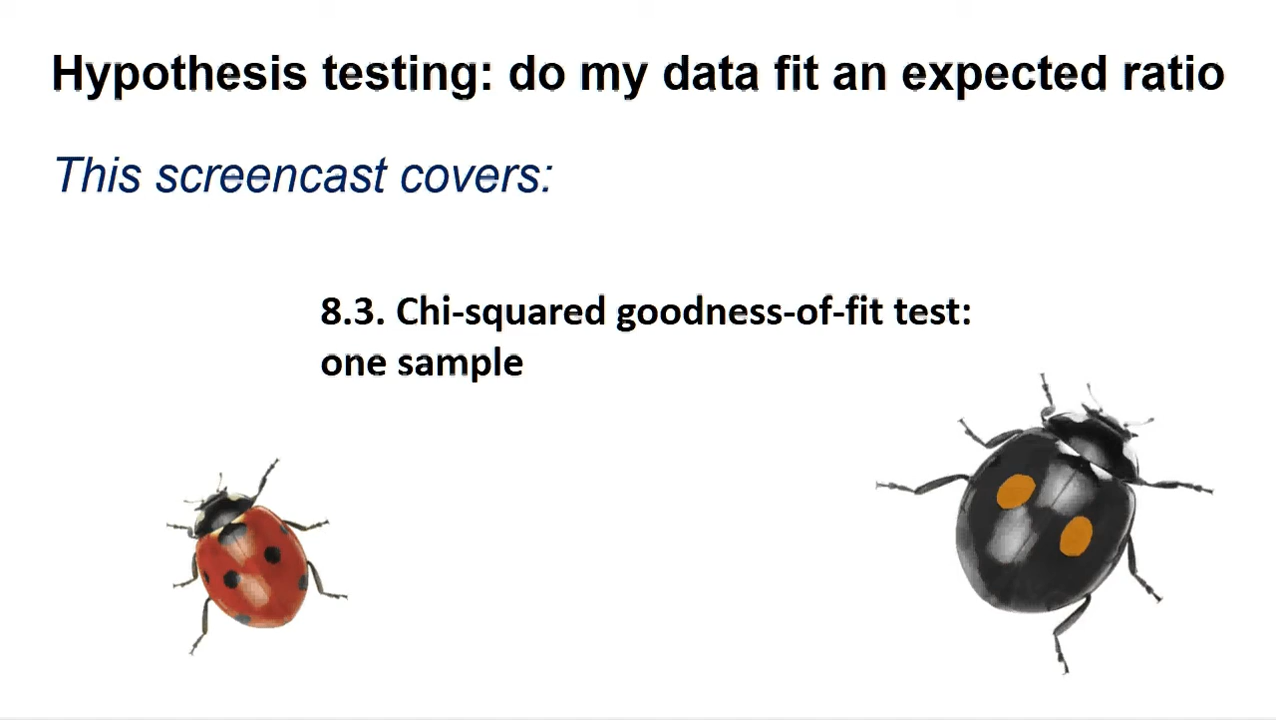 Hypothesis testing: do my data fit an expected ratio
This screencast covers:
8.3. Chi-squared goodness-of-fit test:
one sample